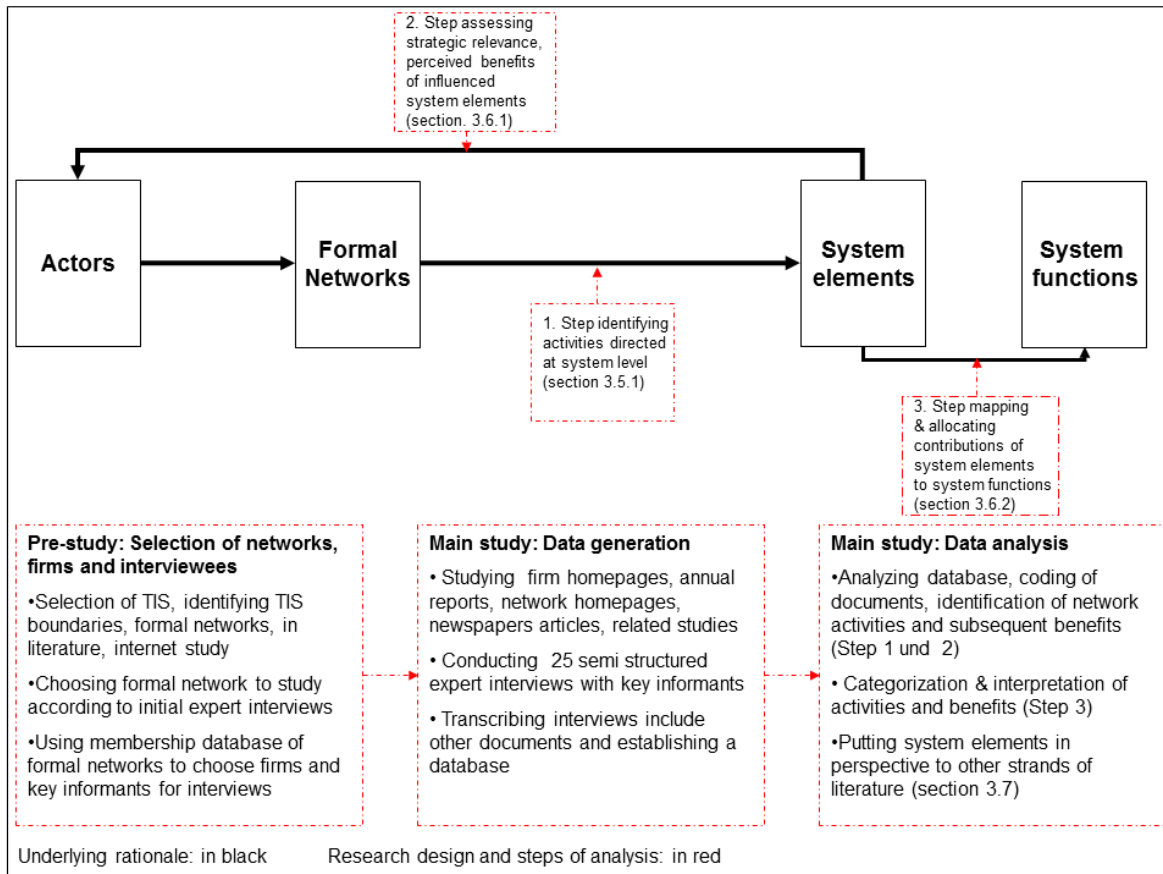 2. Step assessing
strategic relevance,
perceived benefits
of influenced
system elements
(section. 3.6.1)
Actors
Formal
Networks
System
elements
System
functions
1. Step identifying
activities directed
at system level
(section 3.5.1)
3. Step mapping
& allocating
contributions of
system elements
to system functions
(section 3.6.2)
Pre-study: Selection of networks,
firms and interviewees
•Selection of TIS, identifying TIS
boundaries, formal networks, in
literature, internet study
•Choosing formal network to study
according to initial expert interviews
•Using membership database of
formal networks to choose firms and
key informants for interviews
Main study: Data generation
• Studying firm homepages, annual
reports, network homepages,
newspapers articles, related studies
• Conducting 25 semi structured
expert interviews with key informants
• Transcribing interviews include
other documents and establishing a
database
Main study: Data analysis
•Analyzing database, coding of
documents, identification of network
activities and subsequent benefits
(Step 1 und 2)
• Categorization & interpretation of
activities and benefits (Step 3)
•Putting system elements in
perspective to other strands of
literature (section 3.7)
Underlying rationale: in black
Research design and steps of analysis: in red